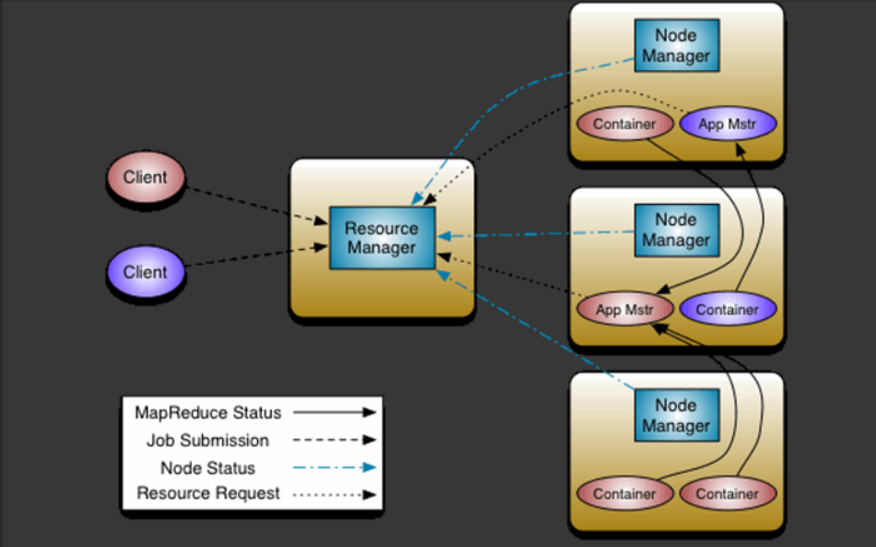 Node
Manager
Container
App Mstr
Client
Resource
Manager
Node
Manager
Client
App Mstr
Container
Node
Manager
Container
Container
MapReduce Status
Job Submission
Node Status
Resource Request